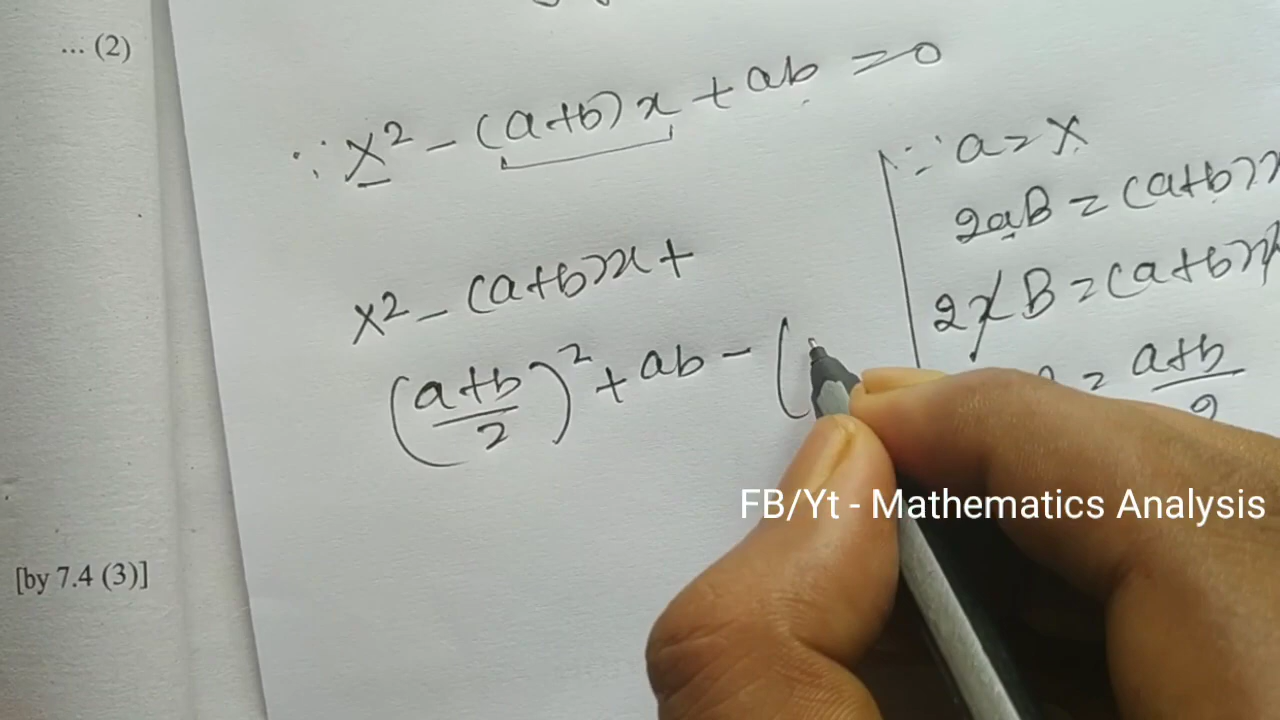 ... (2)
∵ x² - (a+b)x + ab = 0
x² - (a+b)x +
(a+b/2)² + ab - (
∵ a = x
2aB = (a+b)x
2xB = (a+b)x
= a+b/2
FB/Yt - Mathematics Analysis
[by 7.4 (3)]